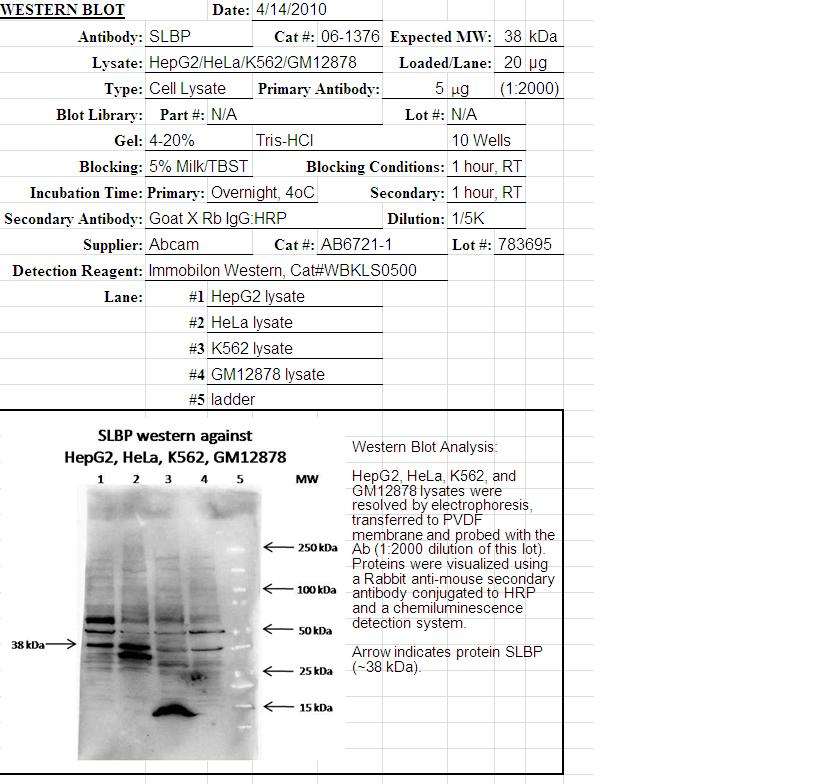 WESTERN BLOT Date: 4/14/2010
Antibody: SLBP Cat #: 06-1376 Expected MW: 38 kDa
Lysate: HepG2/HeLa/K562/GM12878 Loaded/Lane: 20 µg
Type: Cell Lysate Primary Antibody: 5 µg (1:2000)
Blot Library: Part #: N/A Lot #: N/A
Gel: 4-20% Tris-HCl 10 Wells
Blocking: 5% Milk/TBST Blocking Conditions: 1 hour, RT
Incubation Time: Primary: Overnight, 4oC Secondary: 1 hour, RT
Secondary Antibody: Goat X Rb IgG:HRP Dilution: 1/5K
Supplier: Abcam Cat #: AB6721-1 Lot #: 783695
Detection Reagent: Immobilon Western, Cat#WBKLS0500
Lane: #1 HepG2 lysate
#2 HeLa lysate
#3 K562 lysate
#4 GM12878 lysate
#5 ladder
SLBP western against
HepG2, HeLa, K562, GM12878
1 2 3 4 5 MW
250 kDa
100 kDa
50 kDa
38 kDa
25 kDa
15 kDa
Western Blot Analysis:
HepG2, HeLa, K562, and
GM12878 lysates were
resolved by electrophoresis,
transferred to PVDF
membrane and probed with the
Ab (1:2000 dilution of this lot).
Proteins were visualized using
a Rabbit anti-mouse secondary
antibody conjugated to HRP
and a chemiluminescence
detection system.
Arrow indicates protein SLBP
(~38 kDa).